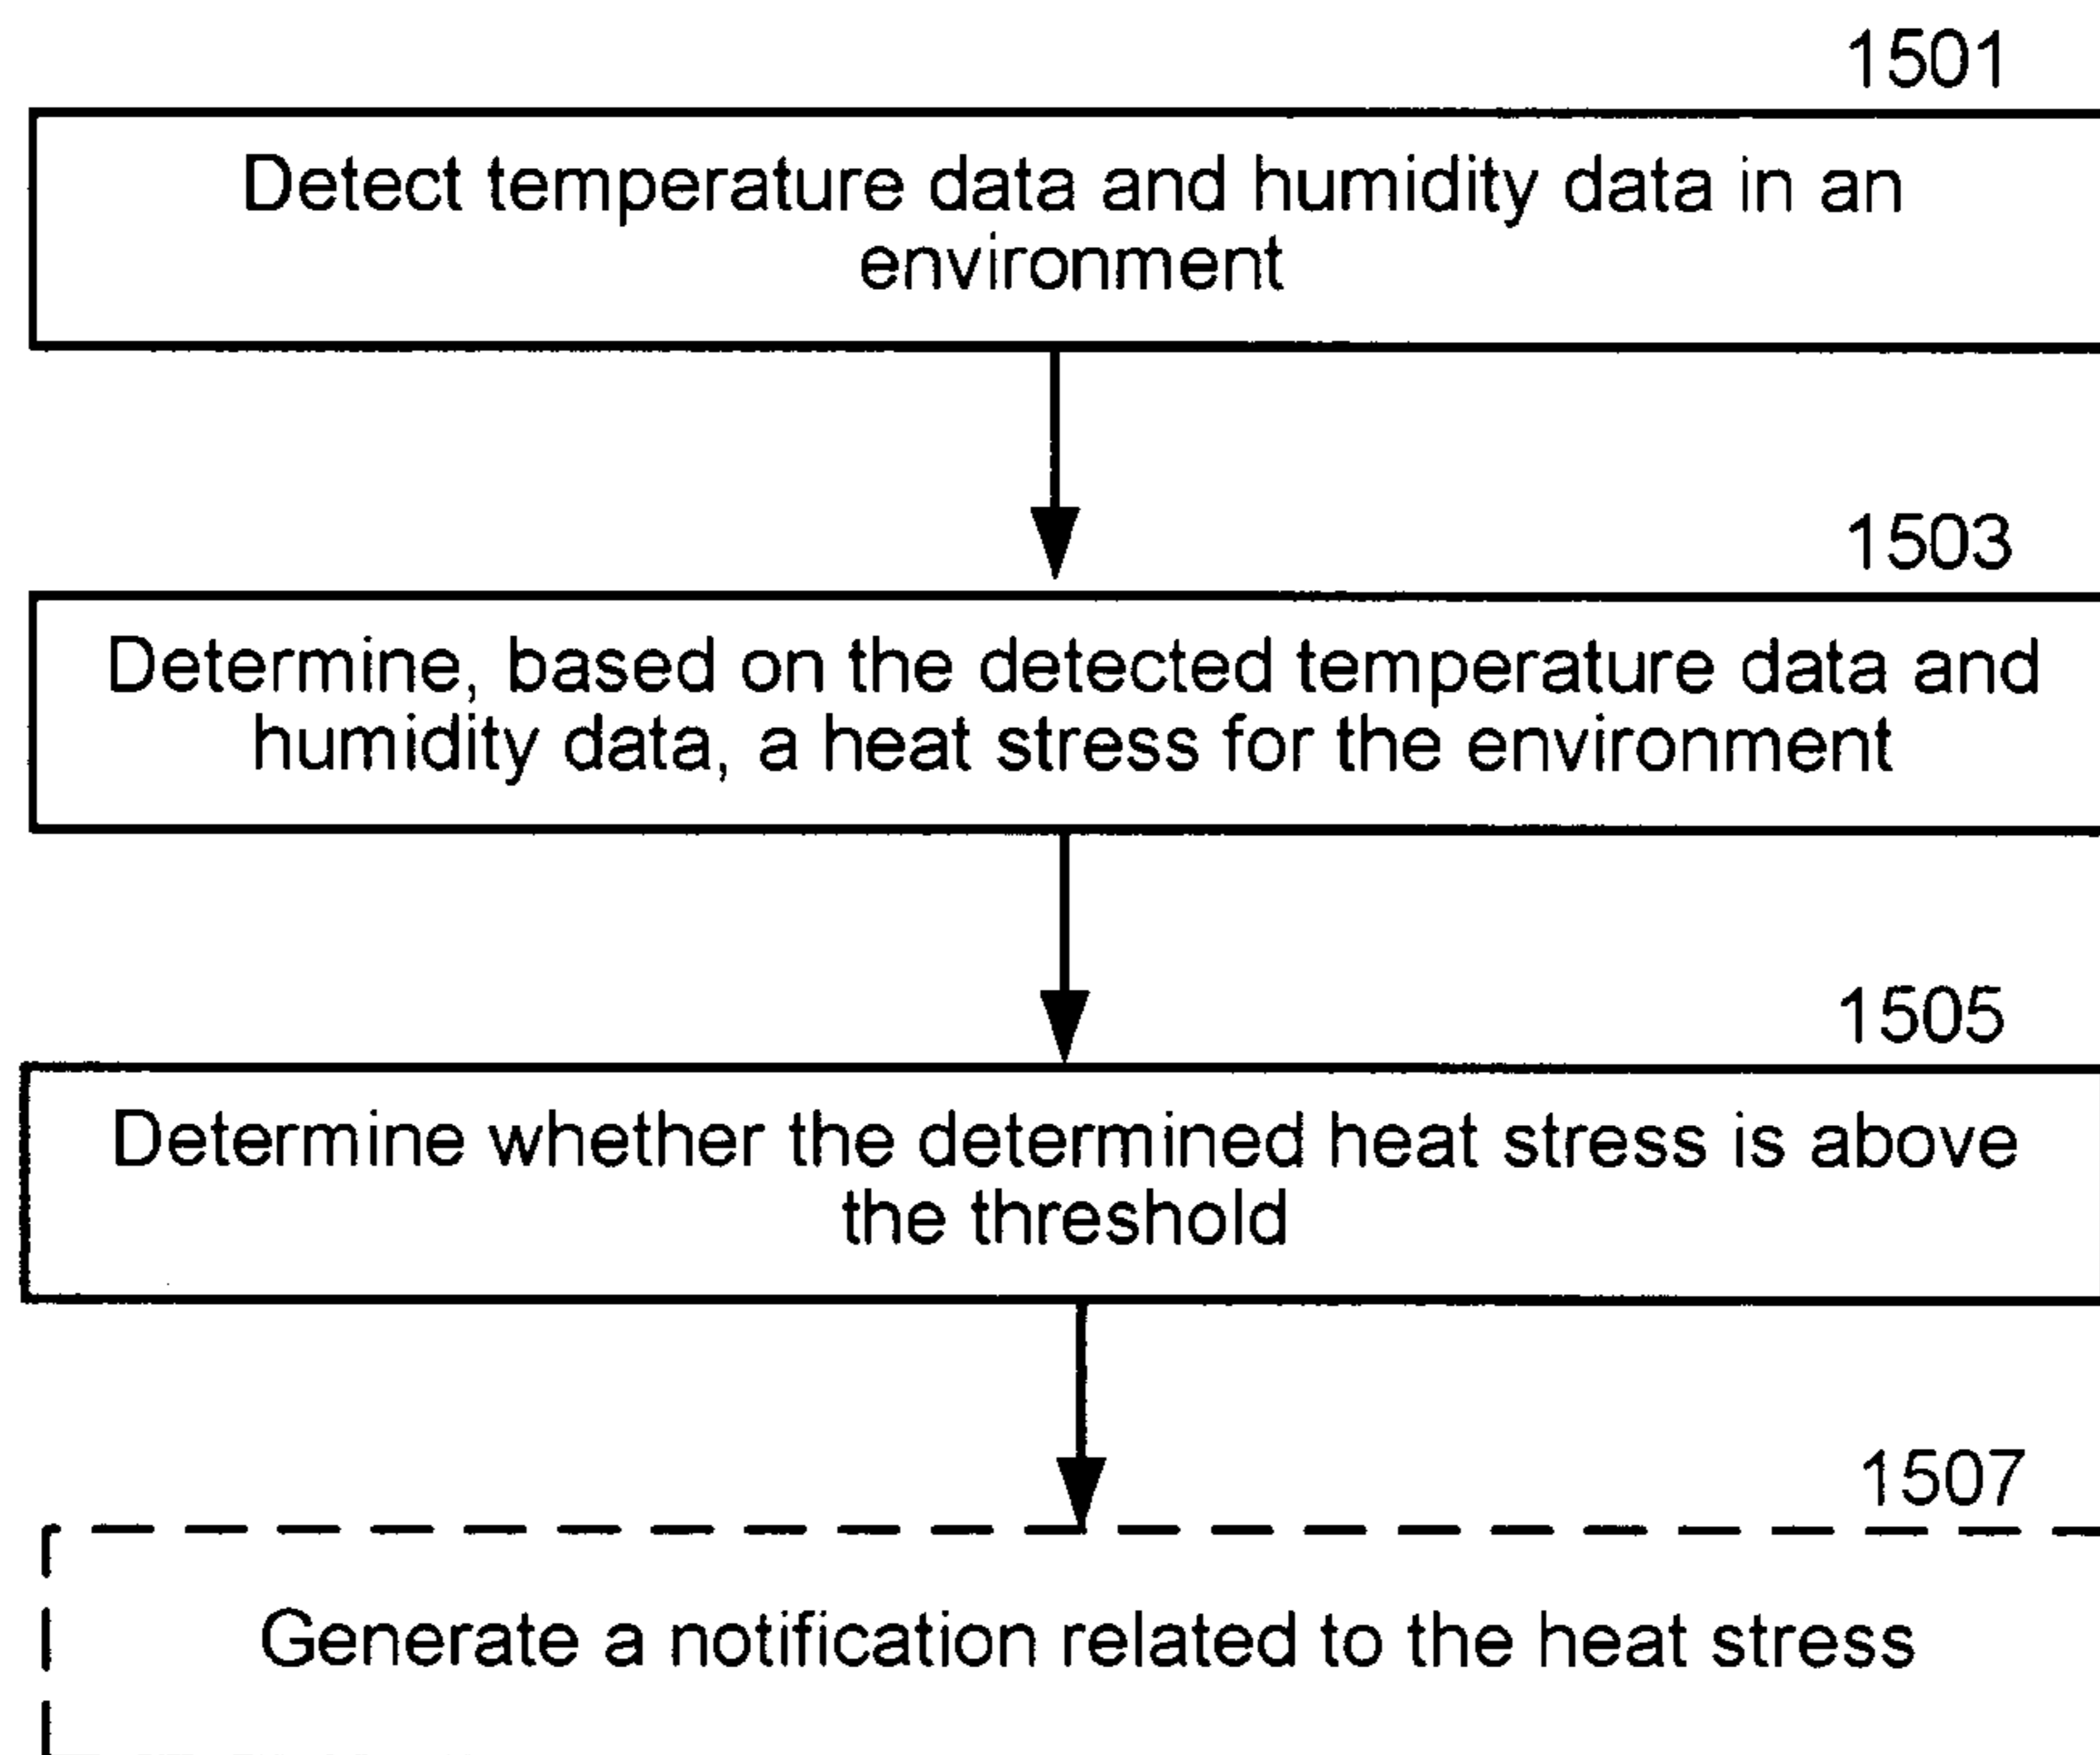 1501
Detect temperature data and humidity data in an
environment
1503
Determine, based on the detected temperature data and
humidity data, a heat stress for the environment
1505
Determine whether the determined heat stress is above
the threshold
1507
Generate a notification related to the heat stress